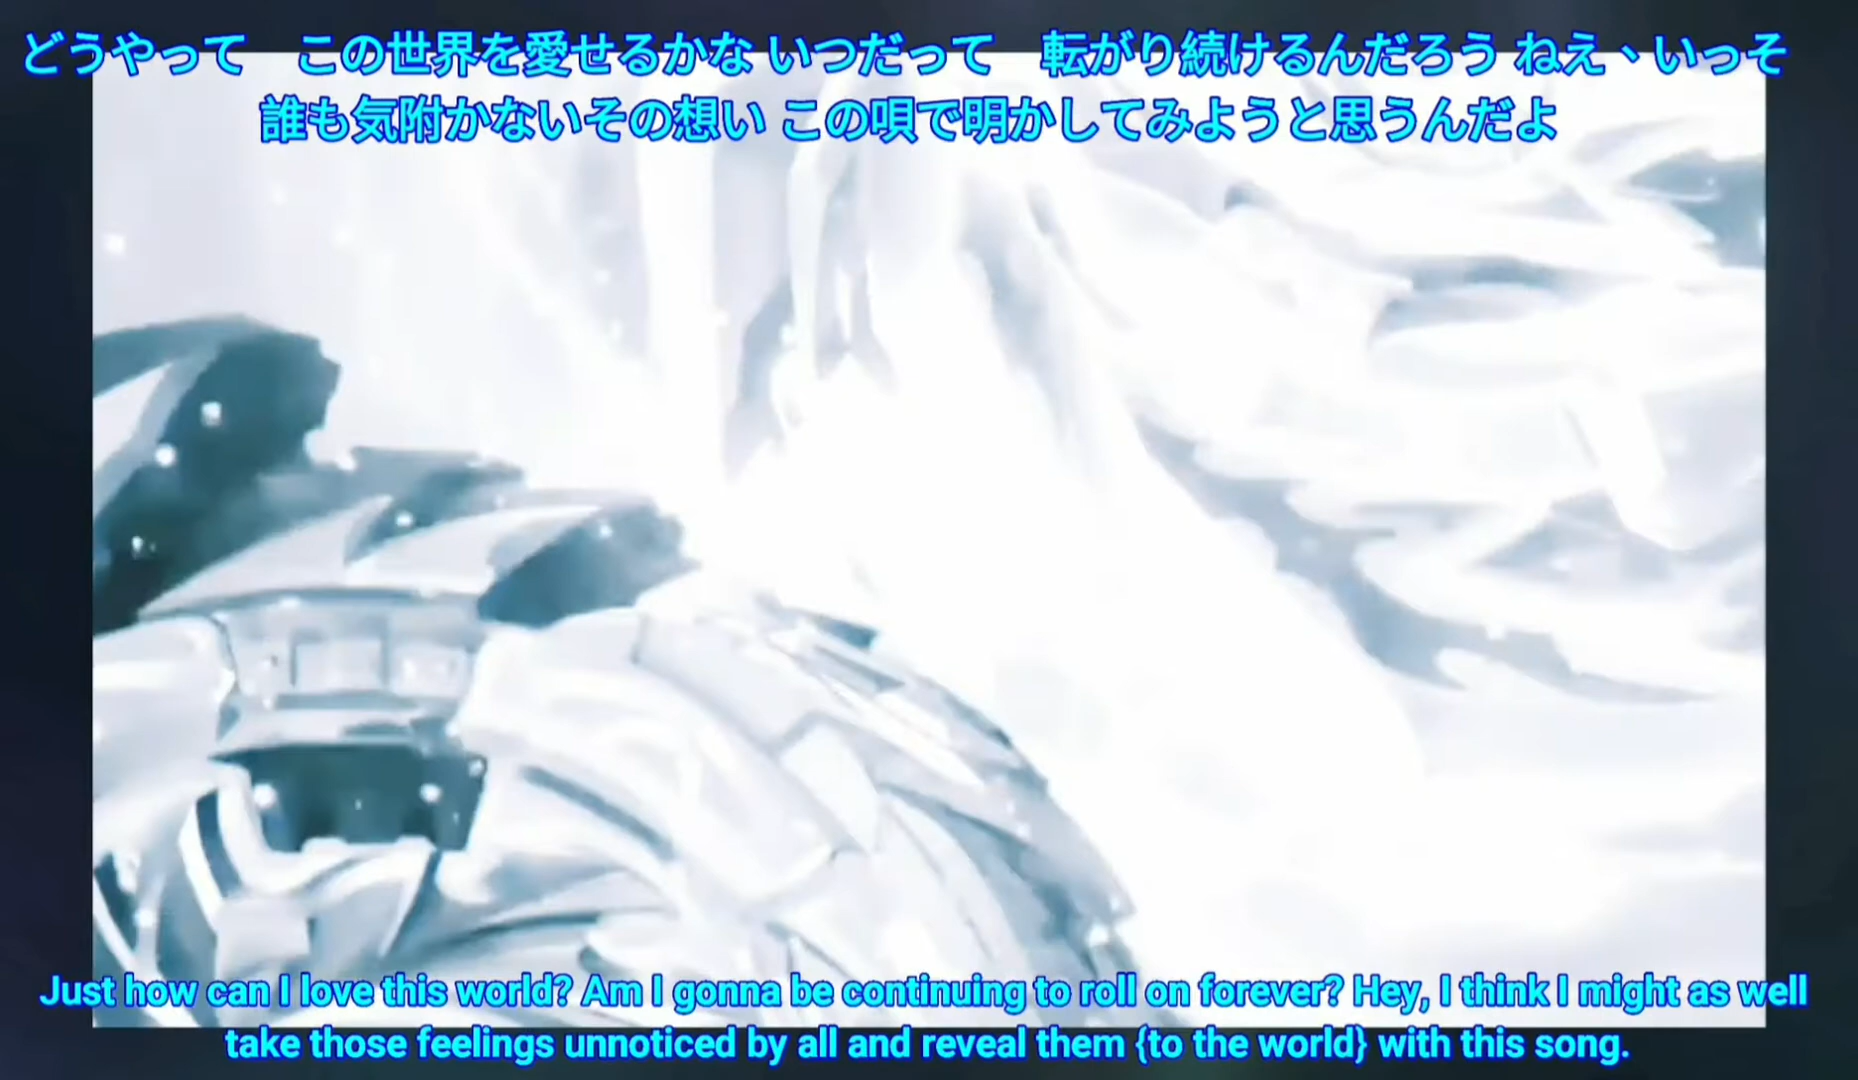 どうやって　この世界を愛せるかな いつだって　転がり続けるんだろう ねえ、いっそ
誰も気附かないその想い この唄で明かしてみようと思うんだよ
Just how can I love this world? Am I gonna be continuing to roll on forever? Hey, I think I might as well
take those feelings unnoticed by all and reveal them {to the world} with this song.